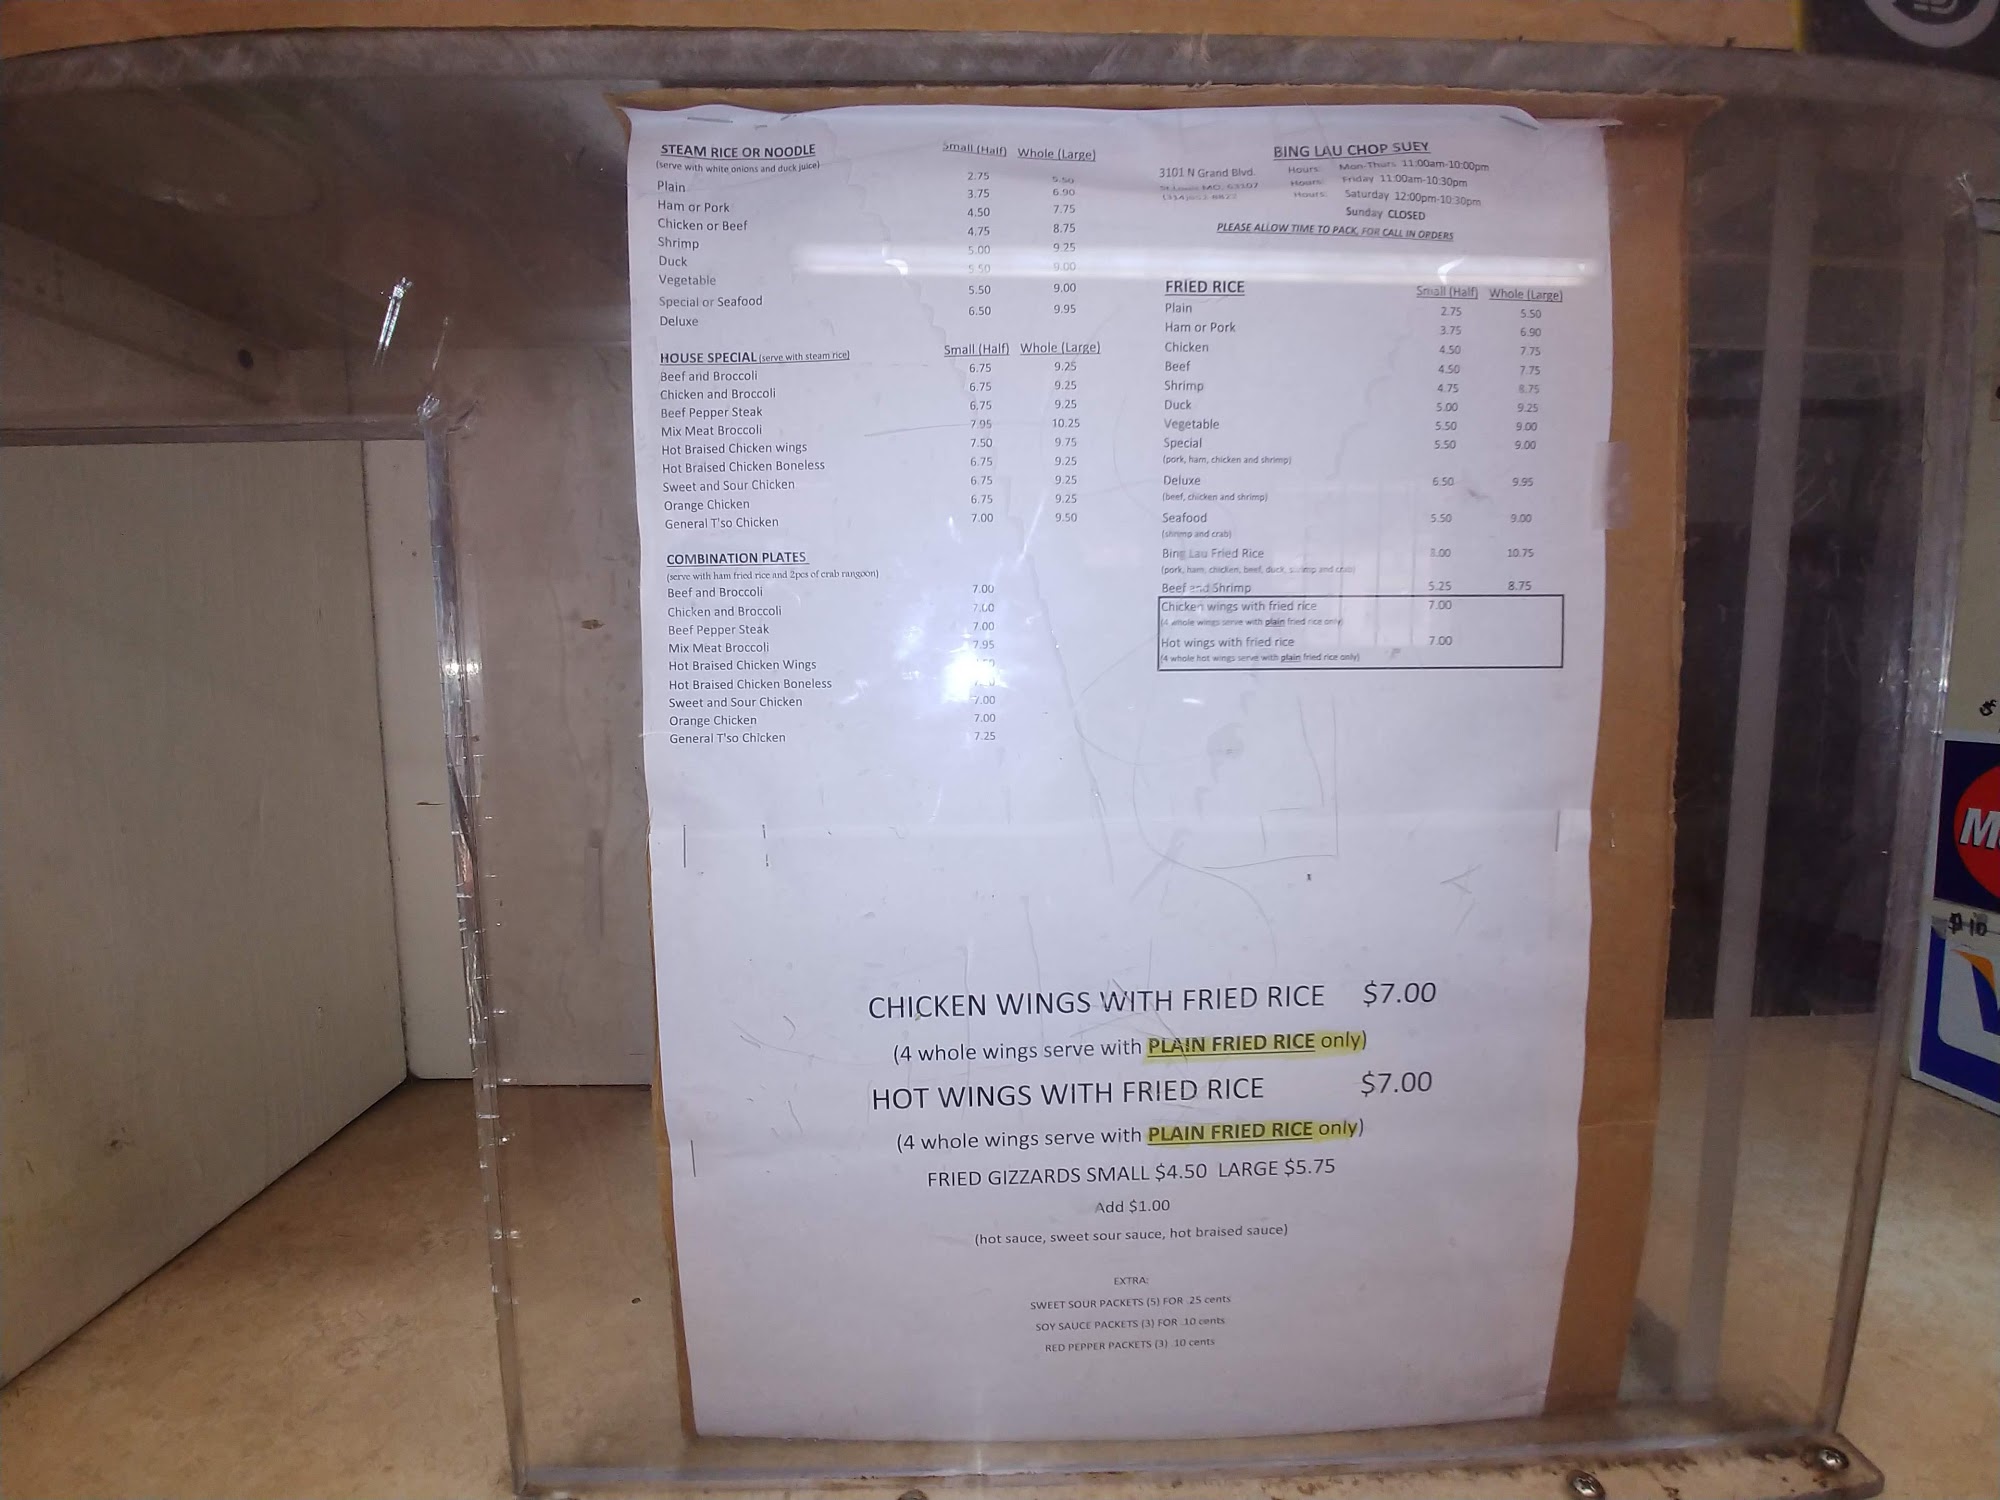 STEAM RICE OR NOODLE Small (Half) Whole (Large)
(serve with white onions and duck juice)
Plain 2.75 5.50
Ham or Pork 3.75 6.90
Chicken or Beef 4.50 7.75
Shrimp 4.75 8.75
Duck 5.00 9.25
Vegetable 5.50 9.00
Special or Seafood 5.50 9.00
Deluxe 6.50 9.95
HOUSE SPECIAL (serve with steam rice) Small (Half) Whole (Large)
Beef and Broccoli 6.75 9.25
Chicken and Broccoli 6.75 9.25
Beef Pepper Steak 6.75 9.25
Mix Meat Broccoli 7.95 10.25
Hot Braised Chicken wings 7.50 9.75
Hot Braised Chicken Boneless 6.75 9.25
Sweet and Sour Chicken 6.75 9.25
Orange Chicken 6.75 9.25
General T'so Chicken 7.00 9.50
COMBINATION PLATES
(serve with ham fried rice and 2pcs of crab rangoon)
Beef and Broccoli 7.00
Chicken and Broccoli 7.00
Beef Pepper Steak 7.00
Mix Meat Broccoli 7.95
Hot Braised Chicken Wings
Hot Braised Chicken Boneless
Sweet and Sour Chicken 7.00
Orange Chicken 7.00
General T'so Chicken 7.25
BING LAU CHOP SUEY
3101 N Grand Blvd. Hours: Mon-Thurs 11:00am-10:00pm
St Louis MO, 63107 Hours: Friday 11:00am-10:30pm
Hours: Saturday 12:00pm-10:30pm
Sunday CLOSED
PLEASE ALLOW TIME TO PACK, FOR CALL IN ORDERS
FRIED RICE Small (Half) Whole (Large)
Plain 2.75 5.50
Ham or Pork 3.75 6.90
Chicken 4.50 7.75
Beef 4.50 7.75
Shrimp 4.75 8.75
Duck 5.00 9.25
Vegetable 5.50 9.00
Special 5.50 9.00
(pork, ham, chicken and shrimp)
Deluxe 6.50 9.95
(beef, chicken and shrimp)
Seafood 5.50 9.00
(shrimp and crab)
Bing Lau Fried Rice 8.00 10.75
(pork, ham, chicken, beef, duck, shrimp and crab)
Beef and Shrimp 5.25 8.75
Chicken wings with fried rice 7.00
(4 whole wings serve with plain fried rice only)
Hot wings with fried rice 7.00
(4 whole hot wings serve with plain fried rice only)
CHICKEN WINGS WITH FRIED RICE $7.00
(4 whole wings serve with PLAIN FRIED RICE only)
HOT WINGS WITH FRIED RICE $7.00
(4 whole wings serve with PLAIN FRIED RICE only)
FRIED GIZZARDS SMALL $4.50 LARGE $5.75
Add $1.00
(hot sauce, sweet sour sauce, hot braised sauce)
EXTRA:
SWEET SOUR PACKETS (5) FOR .25 cents
SOY SAUCE PACKETS (3) FOR .10 cents
RED PEPPER PACKETS (3) .10 cents
$10